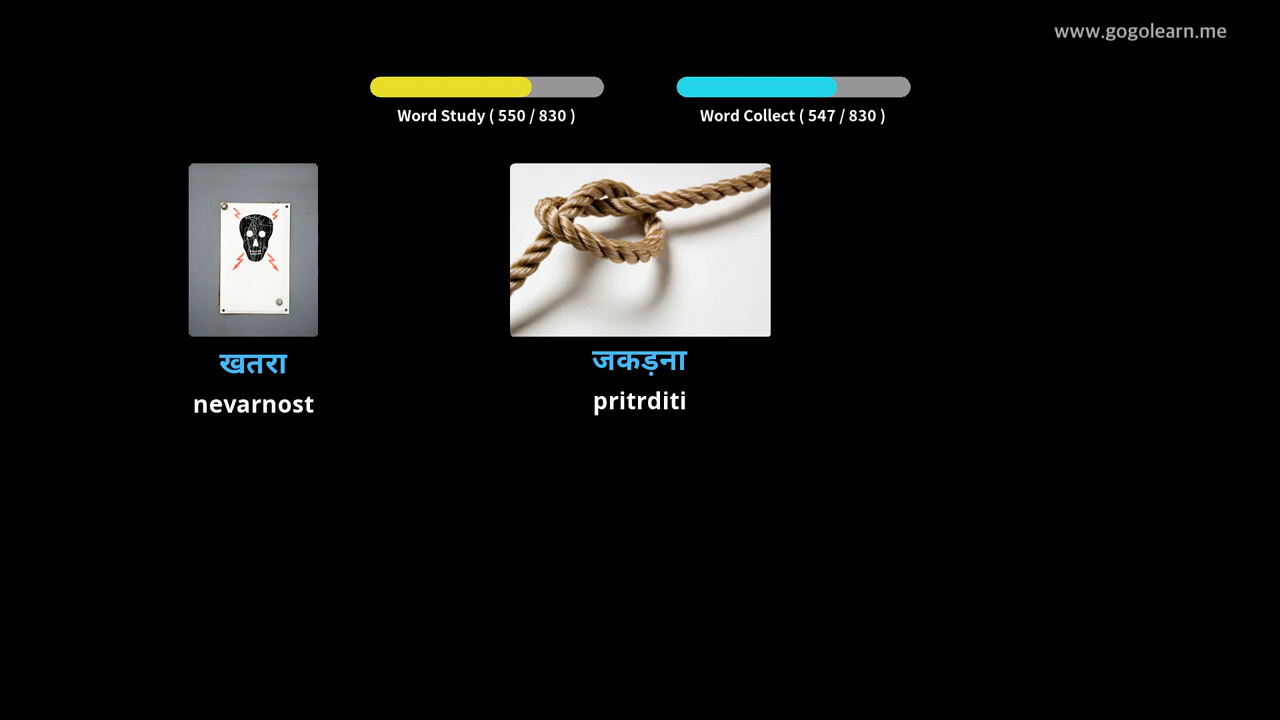 www.gogolearn.me
Word Study ( 550 / 830 )
Word Collect ( 547 / 830 )
खतरा
nevarnost
जकड़ना
pritrditi